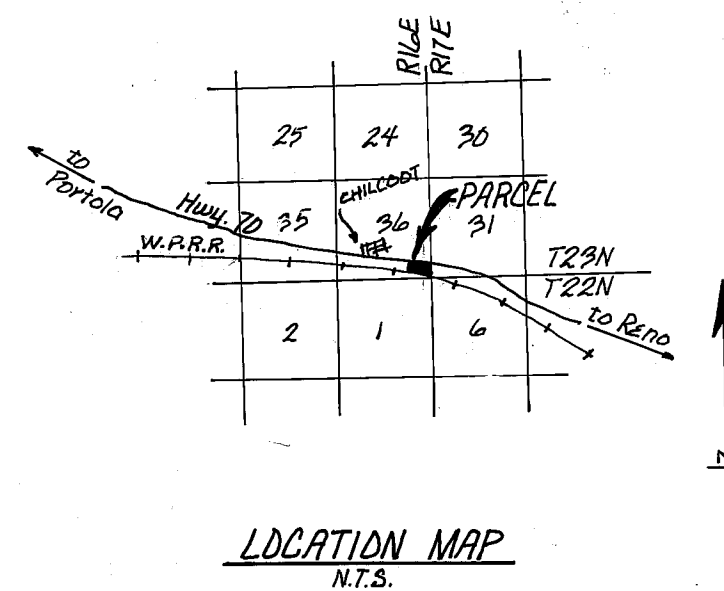 R16E
R17E
25 24 30
to
Portola
CHILCOOT
PARCEL
Hwy. 70
35 36 31
W.P.R.R.
T23N
T22N
2 1 6
to Reno
LOCATION MAP
N.T.S.